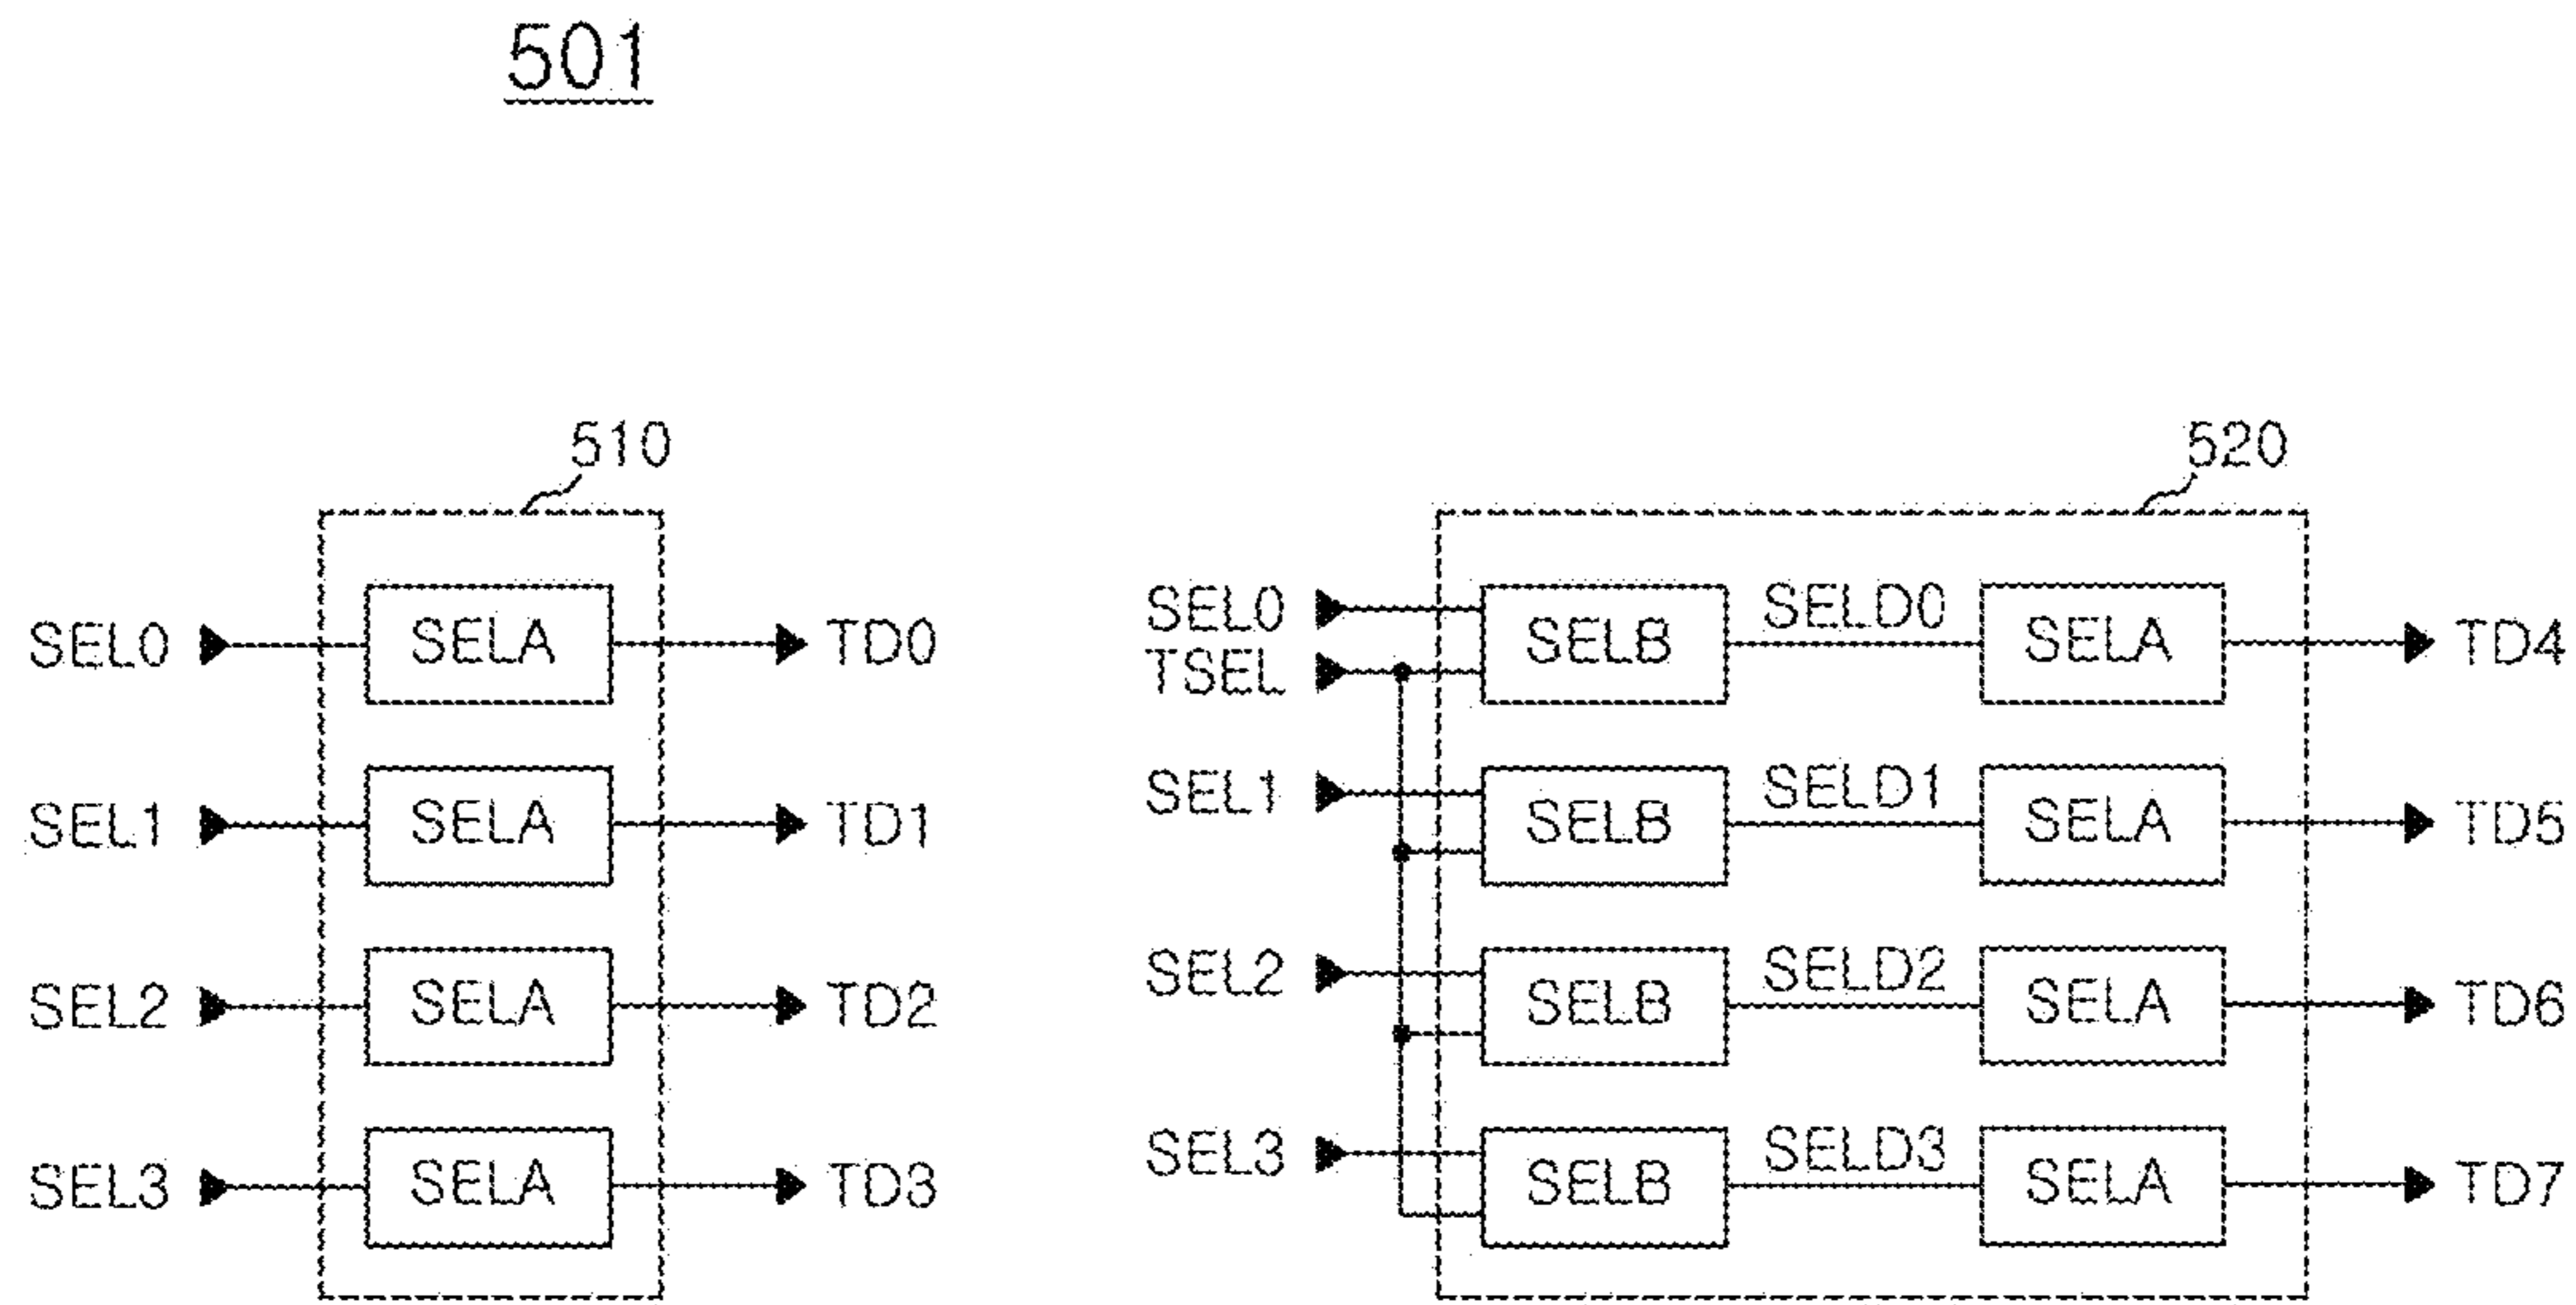 501
510
SEL0 SELA TD0
SEL1 SELA TD1
SEL2 SELA TD2
SEL3 SELA TD3
520
SEL0
TSEL
SELB SELD0 SELA TD4
SEL1 SELB SELD1 SELA TD5
SEL2 SELB SELD2 SELA TD6
SEL3 SELB SELD3 SELA TD7